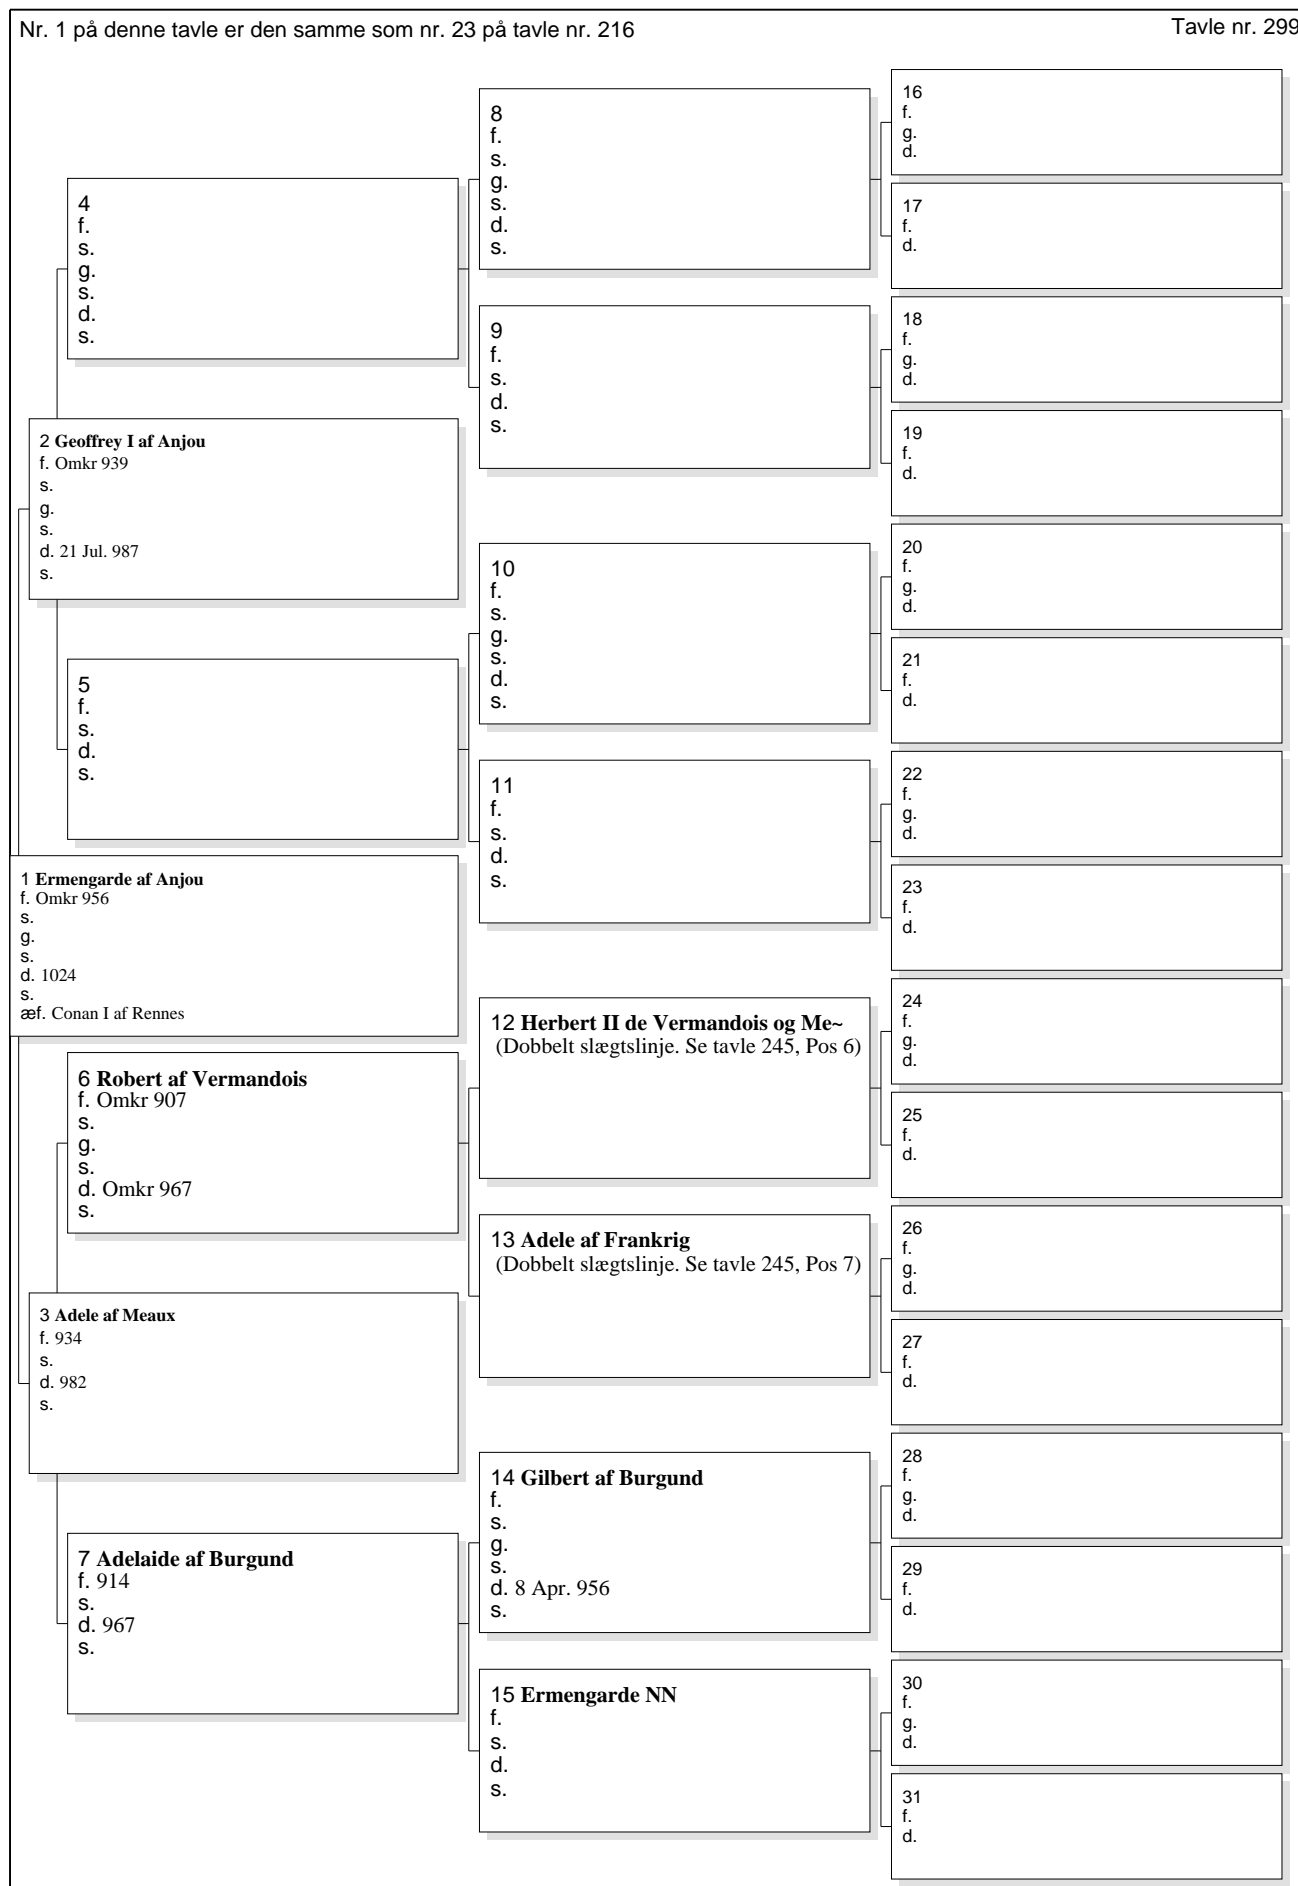 Nr. 1 på denne tavle er den samme som nr. 23 på tavle nr. 216
Tavle nr. 299
1 Ermengarde af Anjou
f. Omkr 956
s.
g.
s.
d. 1024
s.
æf. Conan I af Rennes
2 Geoffrey I af Anjou
f. Omkr 939
s.
g.
s.
d. 21 Jul. 987
s.
3 Adele af Meaux
f. 934
s.
d. 982
s.
4
f.
s.
g.
s.
d.
s.
5
f.
s.
d.
s.
6 Robert af Vermandois
f. Omkr 907
s.
g.
s.
d. Omkr 967
s.
7 Adelaide af Burgund
f. 914
s.
d. 967
s.
8
f.
s.
g.
s.
d.
s.
9
f.
s.
d.
s.
10
f.
s.
g.
s.
d.
s.
11
f.
s.
d.
s.
12 Herbert II de Vermandois og Me~
(Dobbelt slægtslinje. Se tavle 245, Pos 6)
13 Adele af Frankrig
(Dobbelt slægtslinje. Se tavle 245, Pos 7)
14 Gilbert af Burgund
f.
s.
g.
s.
d. 8 Apr. 956
s.
15 Ermengarde NN
f.
s.
d.
s.
16
f.
g.
d.
17
f.
d.
18
f.
g.
d.
19
f.
d.
20
f.
g.
d.
21
f.
d.
22
f.
g.
d.
23
f.
d.
24
f.
g.
d.
25
f.
d.
26
f.
g.
d.
27
f.
d.
28
f.
g.
d.
29
f.
d.
30
f.
g.
d.
31
f.
d.